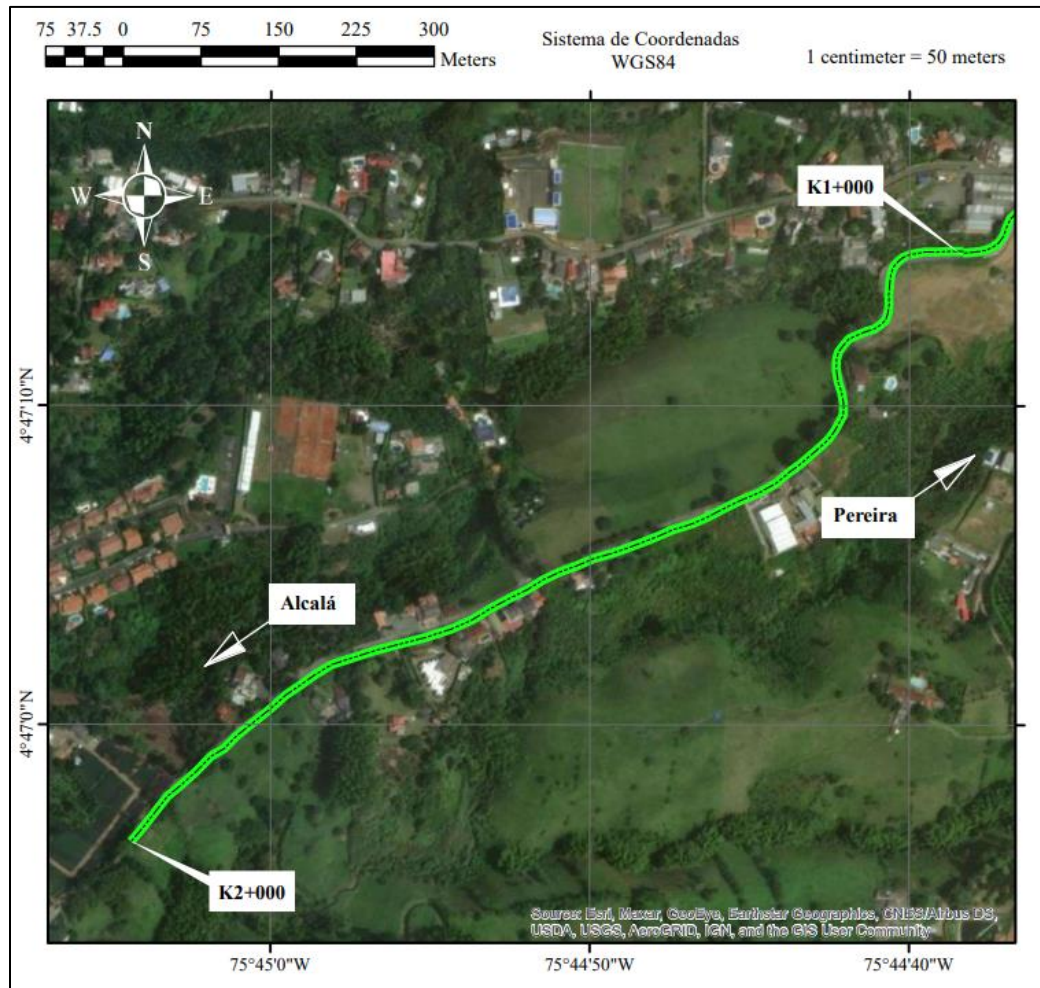 75 37.5 0 75 150 225 300
Meters
Sistema de Coordenadas
WGS84
1 centimeter = 50 meters
N
W E
S
K1+000
4°47'10"N
Pereira
Alcalá
4°47'0"N
K2+000
Source: Esri, Maxar, GeoEye, Earthstar Geographics, CNES/Airbus DS,
USDA, USGS, AeroGRID, IGN, and the GIS User Community
75°45'0"W 75°44'50"W 75°44'40"W